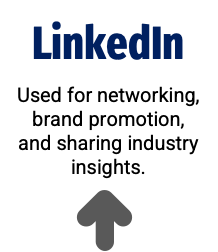 LinkedIn
Used for networking,
brand promotion,
and sharing industry
insights.